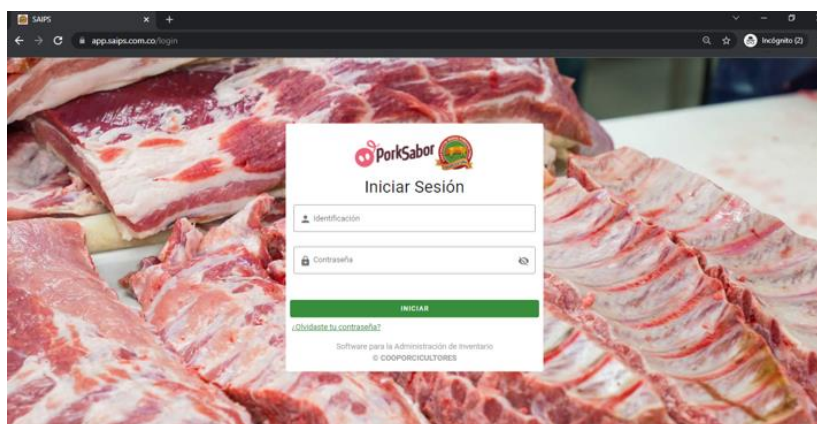 SAIPS
app.saips.com.co/login
Incógnito (2)
PorkSabor
Iniciar Sesión
Identificación
Contraseña
INICIAR
¿Olvidaste tu contraseña?
Software para la Administración de Inventario
© COOPORCICULTORES